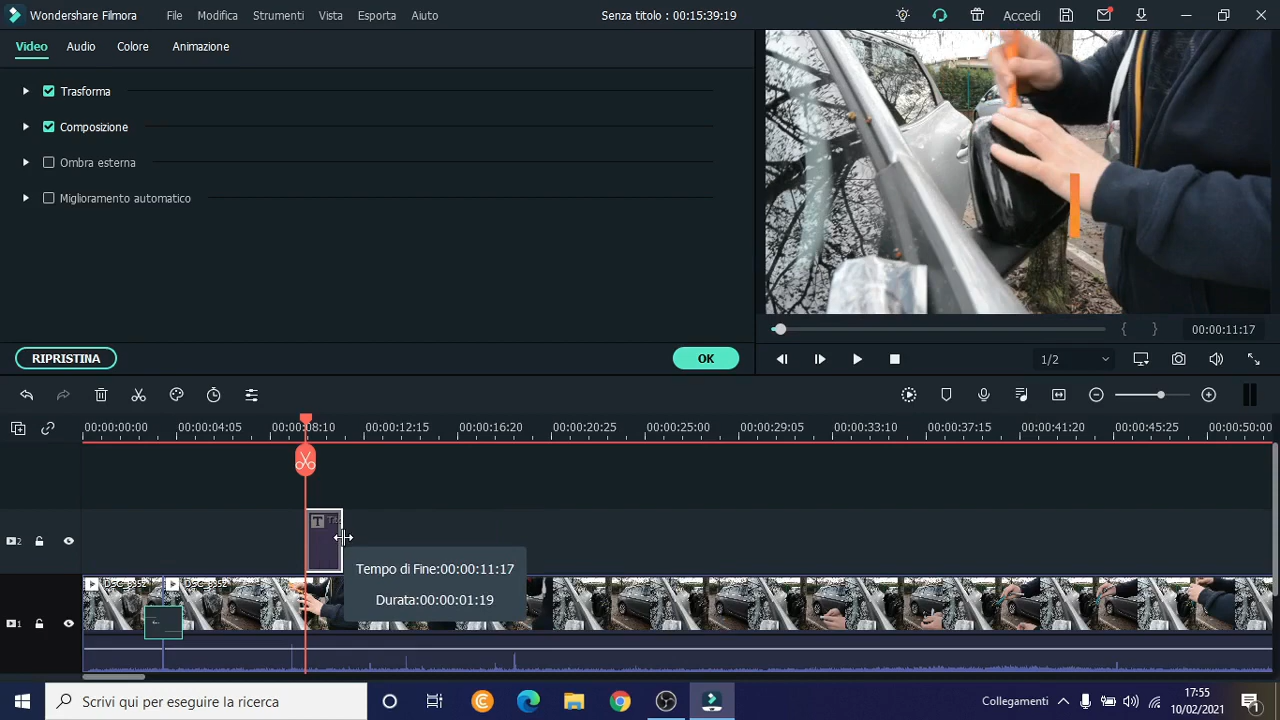 Wondershare Filmora
File
Modifica
Strumenti
Vista
Esporta
Aiuto
Senza titolo : 00:15:39:19
Accedi
Video
Audio
Colore
Animazione
Trasforma
Composizione
Ombra esterna
Miglioramento automatico
RIPRISTINA
OK
00:00:11:17
1/2
00:00:00:00
00:00:04:05
00:00:08:10
00:00:12:15
00:00:16:20
00:00:20:25
00:00:25:00
00:00:29:05
00:00:33:10
00:00:37:15
00:00:41:20
00:00:45:25
00:00:50:00
2
T
Tempo di Fine:00:00:11:17
Durata:00:00:01:19
1
Scrivi qui per eseguire la ricerca
Collegamenti
17:55
10/02/2021
1